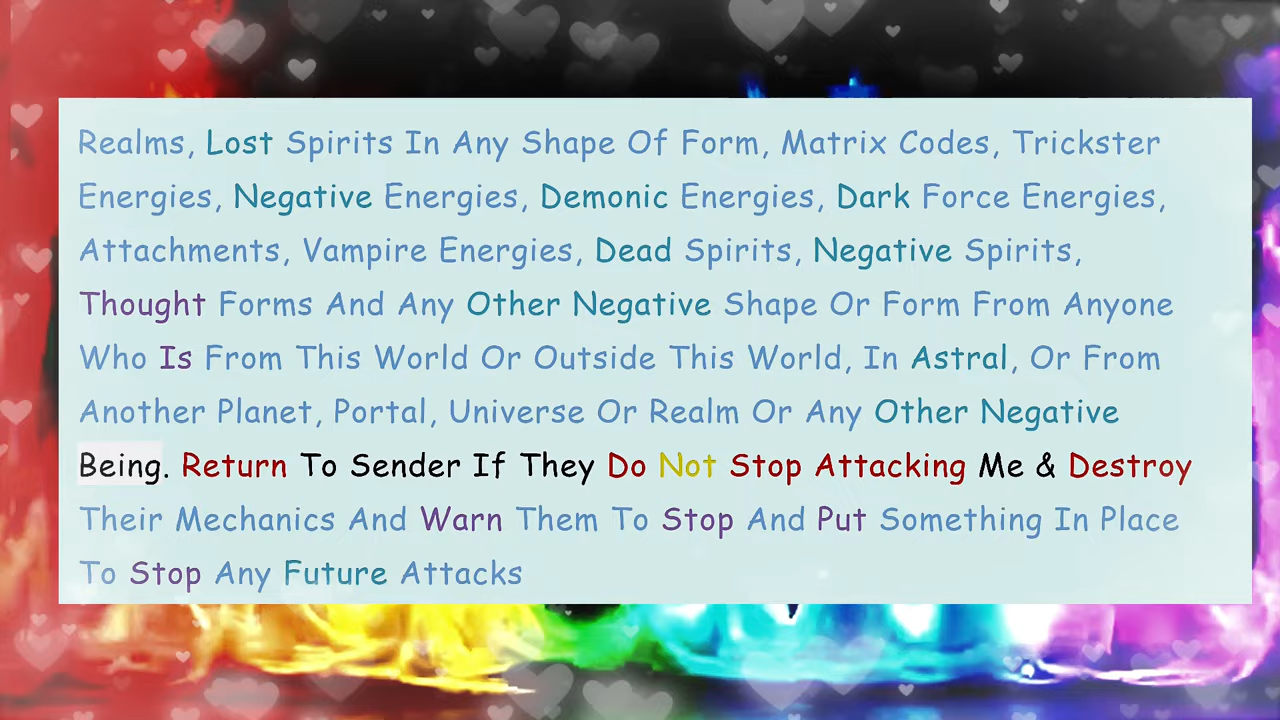 Realms, Lost Spirits In Any Shape Of Form, Matrix Codes, Trickster
Energies, Negative Energies, Demonic Energies, Dark Force Energies,
Attachments, Vampire Energies, Dead Spirits, Negative Spirits,
Thought Forms And Any Other Negative Shape Or Form From Anyone
Who Is From This World Or Outside This World, In Astral, Or From
Another Planet, Portal, Universe Or Realm Or Any Other Negative
Being. Return To Sender If They Do Not Stop Attacking Me & Destroy
Their Mechanics And Warn Them To Stop And Put Something In Place
To Stop Any Future Attacks